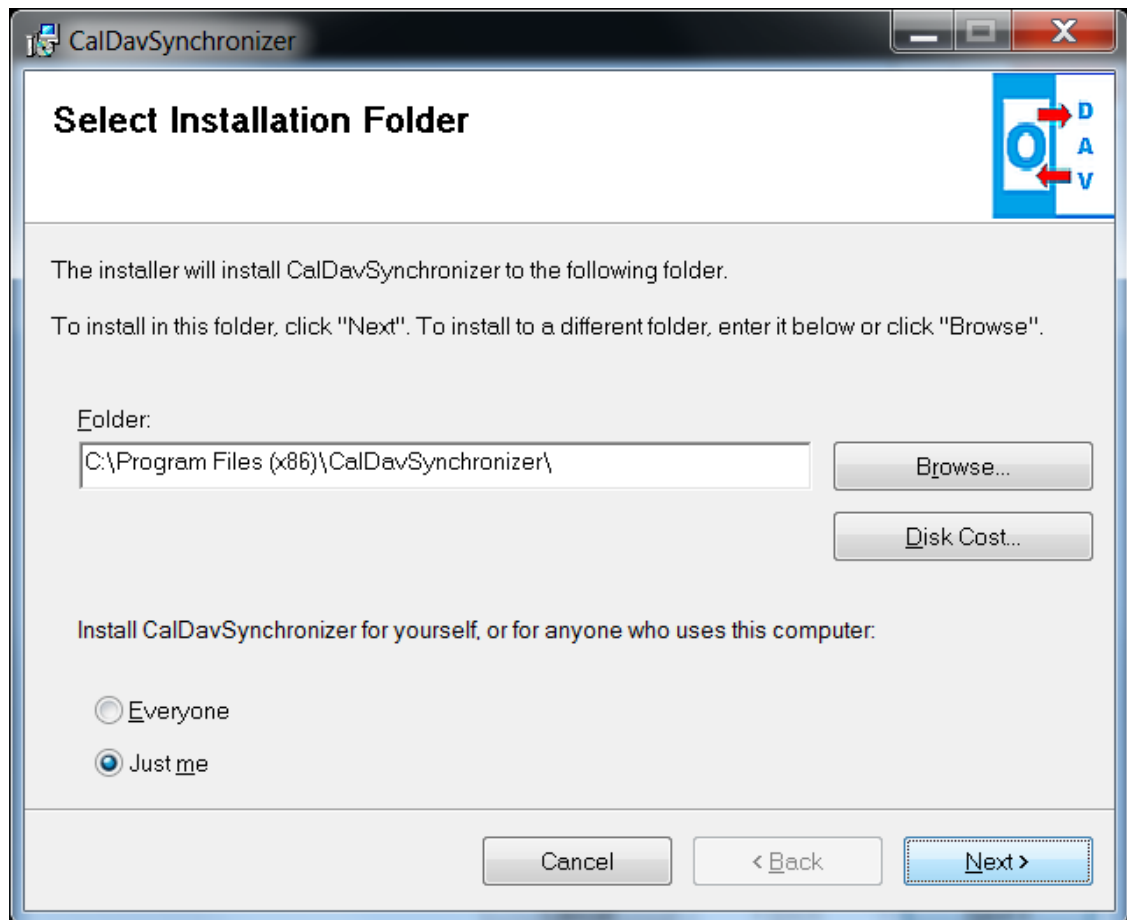 CalDavSynchronizer
Select Installation Folder
O D
A
V
The installer will install CalDavSynchronizer to the following folder.
To install in this folder, click "Next". To install to a different folder, enter it below or click "Browse".
Folder:
C:\Program Files (x86)\CalDavSynchronizer\
Browse...
Disk Cost...
Install CalDavSynchronizer for yourself, or for anyone who uses this computer:
Everyone
Just me
Cancel
< Back
Next >